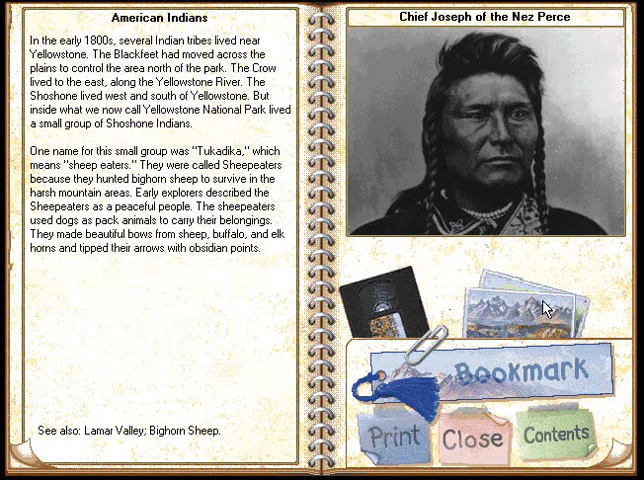 American Indians
In the early 1800s, several Indian tribes lived near
Yellowstone. The Blackfeet had moved across the
plains to control the area north of the park. The Crow
lived to the east, along the Yellowstone River. The
Shoshone lived west and south of Yellowstone. But
inside what we now call Yellowstone National Park lived
a small group of Shoshone Indians.
One name for this small group was "Tukadika," which
means "sheep eaters." They were called Sheepeaters
because they hunted bighorn sheep to survive in the
harsh mountain areas. Early explorers described the
Sheepeaters as a peaceful people. The sheepeaters
used dogs as pack animals to carry their belongings.
They made beautiful bows from sheep, buffalo, and elk
horns and tipped their arrows with obsidian points.
See also: Lamar Valley; Bighorn Sheep.
Chief Joseph of the Nez Perce
Bookmark
Print
Close
Contents